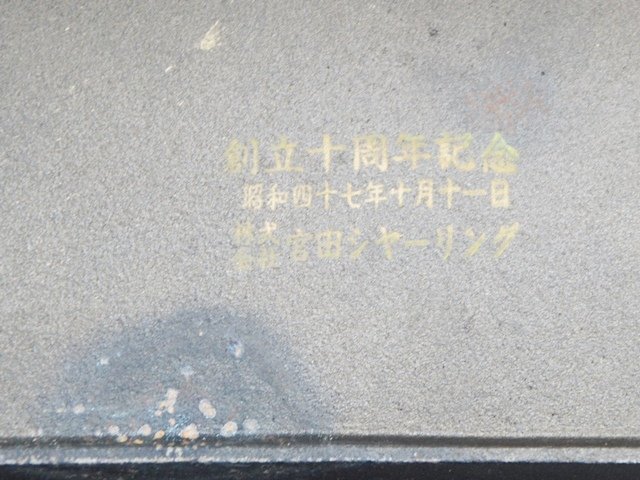 創立十周年記念
昭和四十七年十月十一日
株式会社宮田シヤーリング